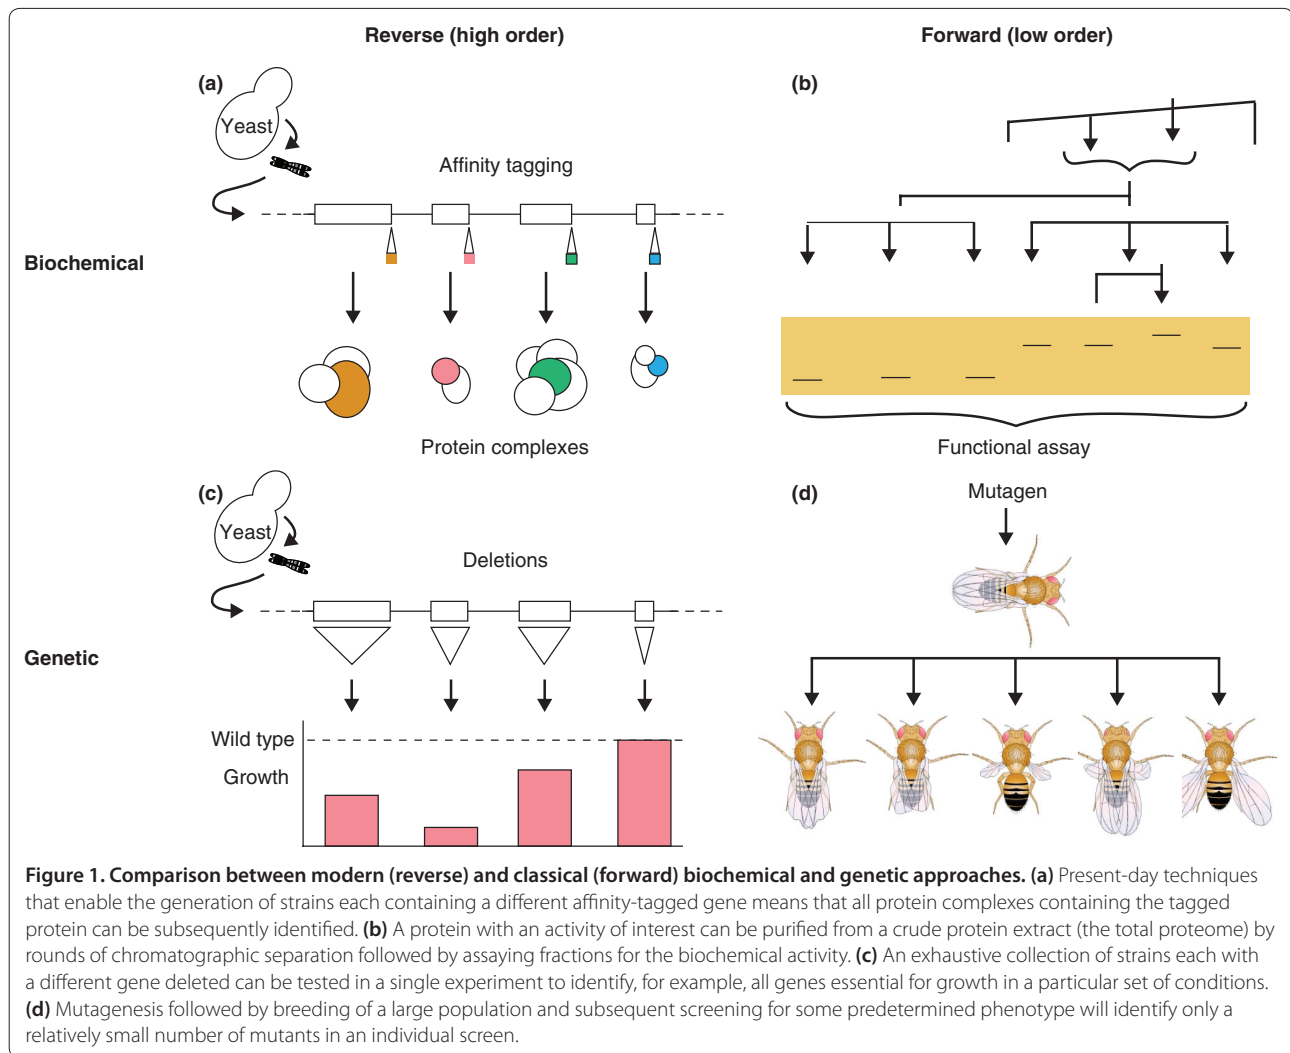 Reverse (high order)
Forward (low order)
(a)
Yeast
Affinity tagging
Biochemical
Protein complexes
(b)
Functional assay
(c)
Yeast
Deletions
Genetic
Wild type
Growth
(d)
Mutagen
Figure 1. Comparison between modern (reverse) and classical (forward) biochemical and genetic approaches. (a) Present-day techniques
that enable the generation of strains each containing a different affinity-tagged gene means that all protein complexes containing the tagged
protein can be subsequently identified. (b) A protein with an activity of interest can be purified from a crude protein extract (the total proteome) by
rounds of chromatographic separation followed by assaying fractions for the biochemical activity. (c) An exhaustive collection of strains each with
a different gene deleted can be tested in a single experiment to identify, for example, all genes essential for growth in a particular set of conditions.
(d) Mutagenesis followed by breeding of a large population and subsequent screening for some predetermined phenotype will identify only a
relatively small number of mutants in an individual screen.